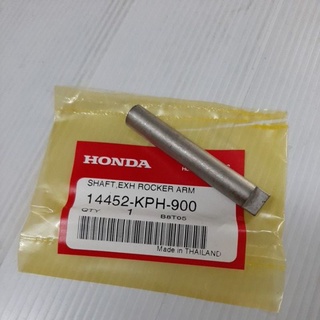 HONDA
SHAFT,EXH ROCKER ARM
14452-KPH-900
QTY 1 B8T05
Made in THAILAND